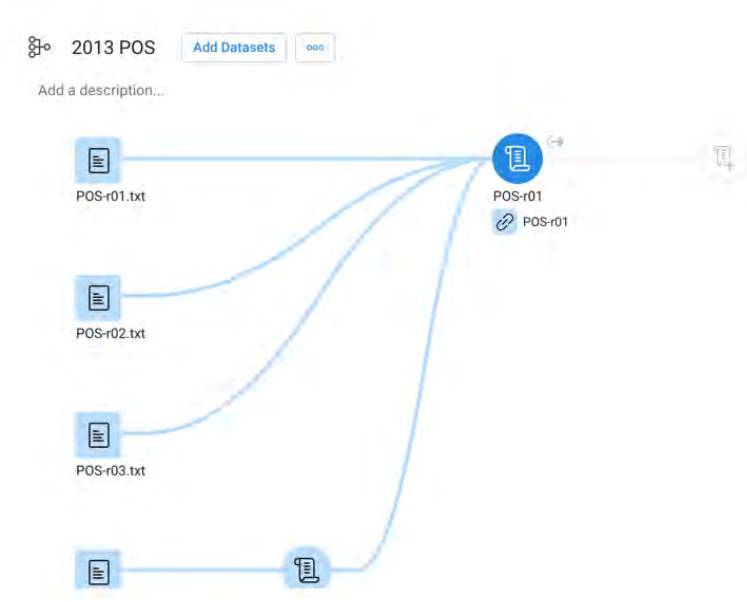 2013 POS Add Datasets
Add a description...
POS-r01.txt
POS-r01
POS-r01
POS-r02.txt
POS-r03.txt